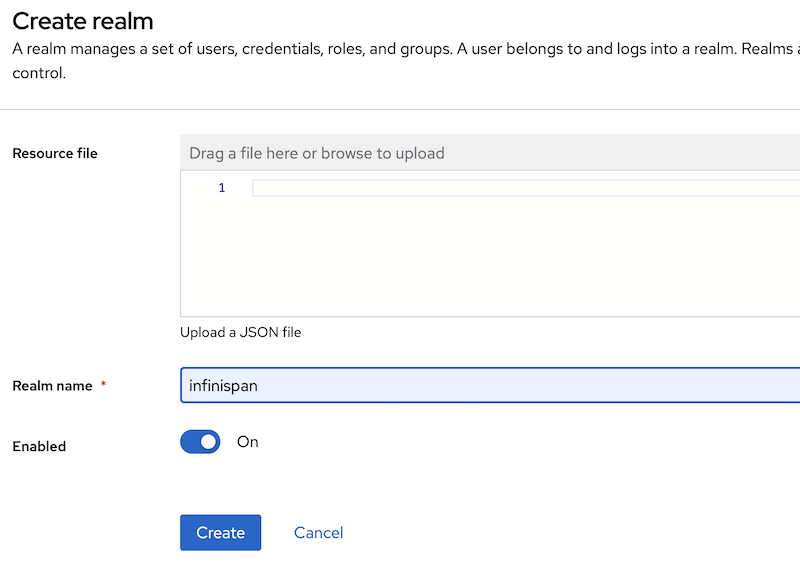 Create realm
A realm manages a set of users, credentials, roles, and groups. A user belongs to and logs into a realm. Realms a
control.
Resource file
Drag a file here or browse to upload
1
Upload a JSON file
Realm name *
infinispan
Enabled
On
Create
Cancel